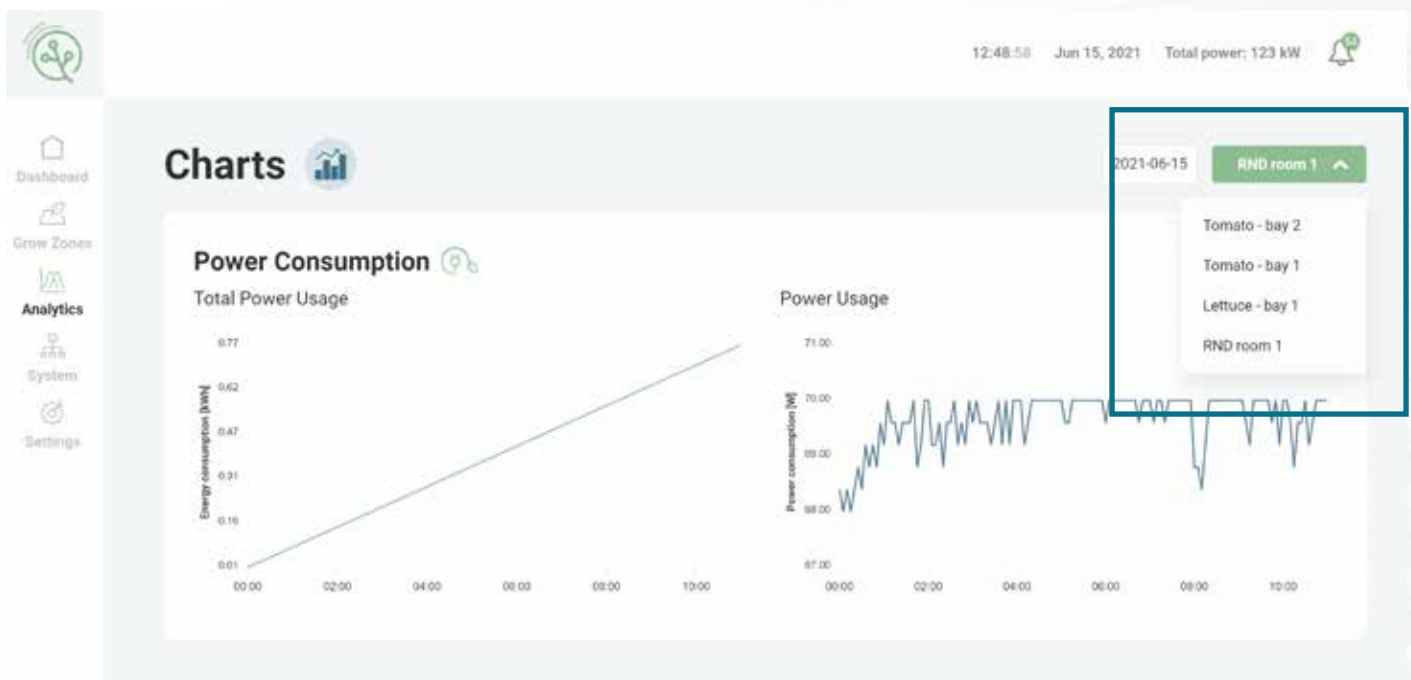 12:48:58 Jun 15, 2021 Total power: 123 kW
Dashboard
Grow Zones
Analytics
System
Settings
Charts
2021-06-15
RND room 1
Tomato - bay 2
Tomato - bay 1
Lettuce - bay 1
RND room 1
Power Consumption
Total Power Usage
Energy consumption [kWh]
0.77
0.62
0.47
0.31
0.16
0.01
00:00 02:00 04:00 06:00 08:00 10:00
Power Usage
Power consumption [W]
71.00
70.00
69.00
68.00
67.00
00:00 02:00 04:00 06:00 08:00 10:00